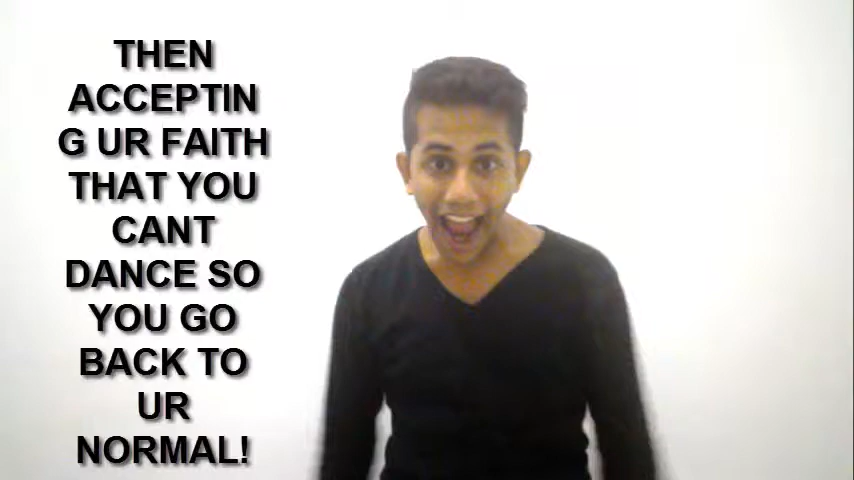 THEN
ACCEPTIN
G UR FAITH
THAT YOU
CANT
DANCE SO
YOU GO
BACK TO
UR
NORMAL!